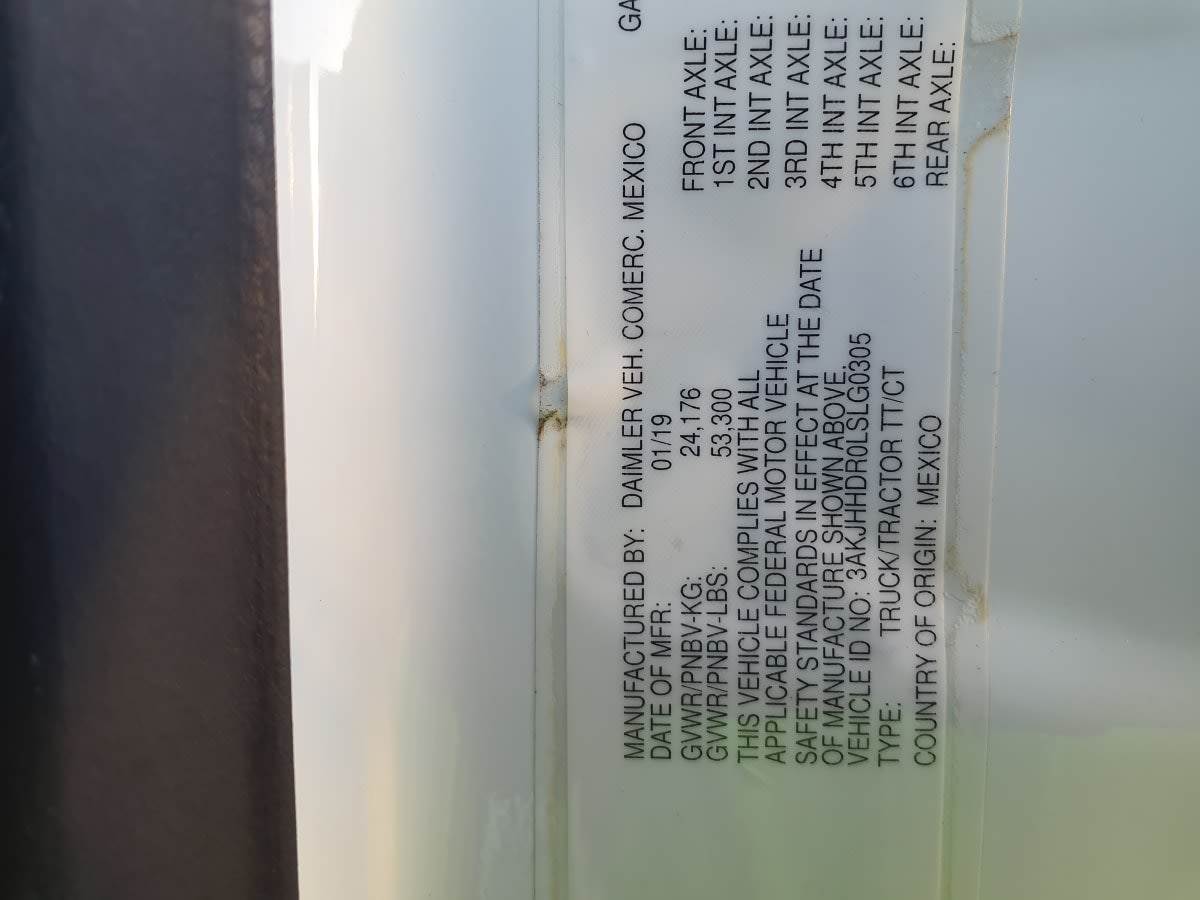 MANUFACTURED BY: DAIMLER VEH. COMERC. MEXICO
DATE OF MFR: 01/19
GVWR/PNBV-KG: 24,176
GVWR/PNBV-LBS: 53,300
THIS VEHICLE COMPLIES WITH ALL
APPLICABLE FEDERAL MOTOR VEHICLE
SAFETY STANDARDS IN EFFECT AT THE DATE
OF MANUFACTURE SHOWN ABOVE.
VEHICLE ID NO: 3AKJHHDR0LSLG0305
TYPE: TRUCK/TRACTOR TT/CT
COUNTRY OF ORIGIN: MEXICO
GA
FRONT AXLE:
1ST INT AXLE:
2ND INT AXLE:
3RD INT AXLE:
4TH INT AXLE:
5TH INT AXLE:
6TH INT AXLE:
REAR AXLE: